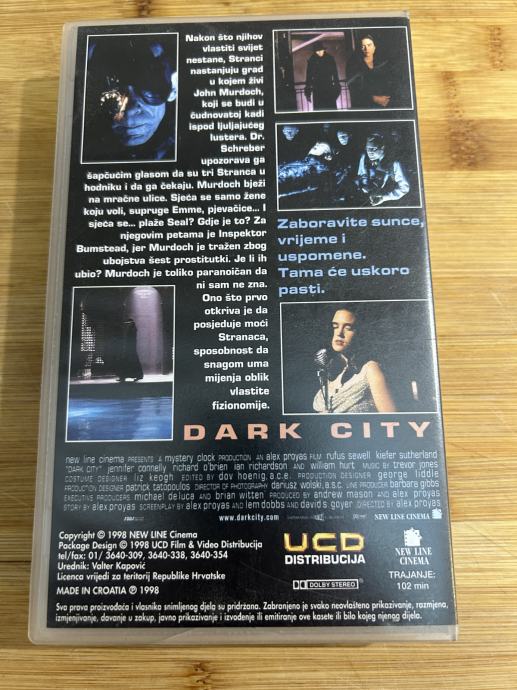 Nakon što njihov
vlastiti svijet
nestane, Stranci
nastanjuju grad
u kojem živi
John Murdoch,
koji se budi u
čudnovatoj kadi
ispod ljuljajućeg
lustera. Dr.
Schreber
upozorava ga
šapćucim glasom da su tri Stranca u
hodniku i da ga čekaju. Murdoch bježi
na mračne ulice. Sjeća se samo žene
koju voli, supruge Emme, pjevačice... I
sjeća se... plaže Seal? Gdje je to? Za
njegovim petama je Inspektor
Bumstead, jer Murdoch je tražen zbog
ubojstva šest prostitutki. Je li ih
ubio? Murdoch je toliko paranoičan da
ni sam ne zna.
Ono što prvo
otkriva je da
posjeduje moći
Stranaca,
sposobnost da
snagom uma
mijenja oblik
vlastite
fizionomije.
Zaboravite sunce,
vrijeme i
uspomene.
Tama će uskoro
pasti.
DARK CITY
new line cinema PRESENTS A mystery clock PRODUCTION AN alex proyas FILM rufus sewell kiefer sutherland
"DARK CITY" jennifer connelly richard o'brien ian richardson AND william hurt MUSIC BY trevor jones
COSTUME DESIGNER liz keogh EDITED BY dov hoenig, a.c.e. PRODUCTION DESIGNER george liddle
PRODUCTION DESIGNER patrick tatopoulos DIRECTOR OF PHOTOGRAPHY dariusz wolski, a.s.c. LINE PRODUCER barbara gibbs
EXECUTIVE PRODUCERS michael deluca AND brian witten PRODUCED BY andrew mason AND alex proyas
STORY BY alex proyas SCREENPLAY BY alex proyas AND lem dobbs AND david s goyer DIRECTED BY alex proyas
www.darkcity.com NEW LINE CINEMA
Copyright © 1998 NEW LINE Cinema
Package Design © 1998 UCD Film & Video Distribucija
tel/fax: 01/ 3640-309, 3640-338, 3640-354
Urednik: Valter Kapović
Licenca vrijedi za teritorij Republike Hrvatske
MADE IN CROATIA ℗ 1998
UCD
DISTRIBUCIJA
DOLBY STEREO
NEW LINE
CINEMA
TRAJANJE:
102 min
Sva prava proizvođača i vlasnika snimljenog djela su pridržana. Zabranjeno je svako neovlašteno prikazivanje, razmjena,
izmjenjivanje, davanje u zakup, javno prikazivanje i izvođenje ili emitiranje ove kasete ili bilo kojeg njenog dijela.